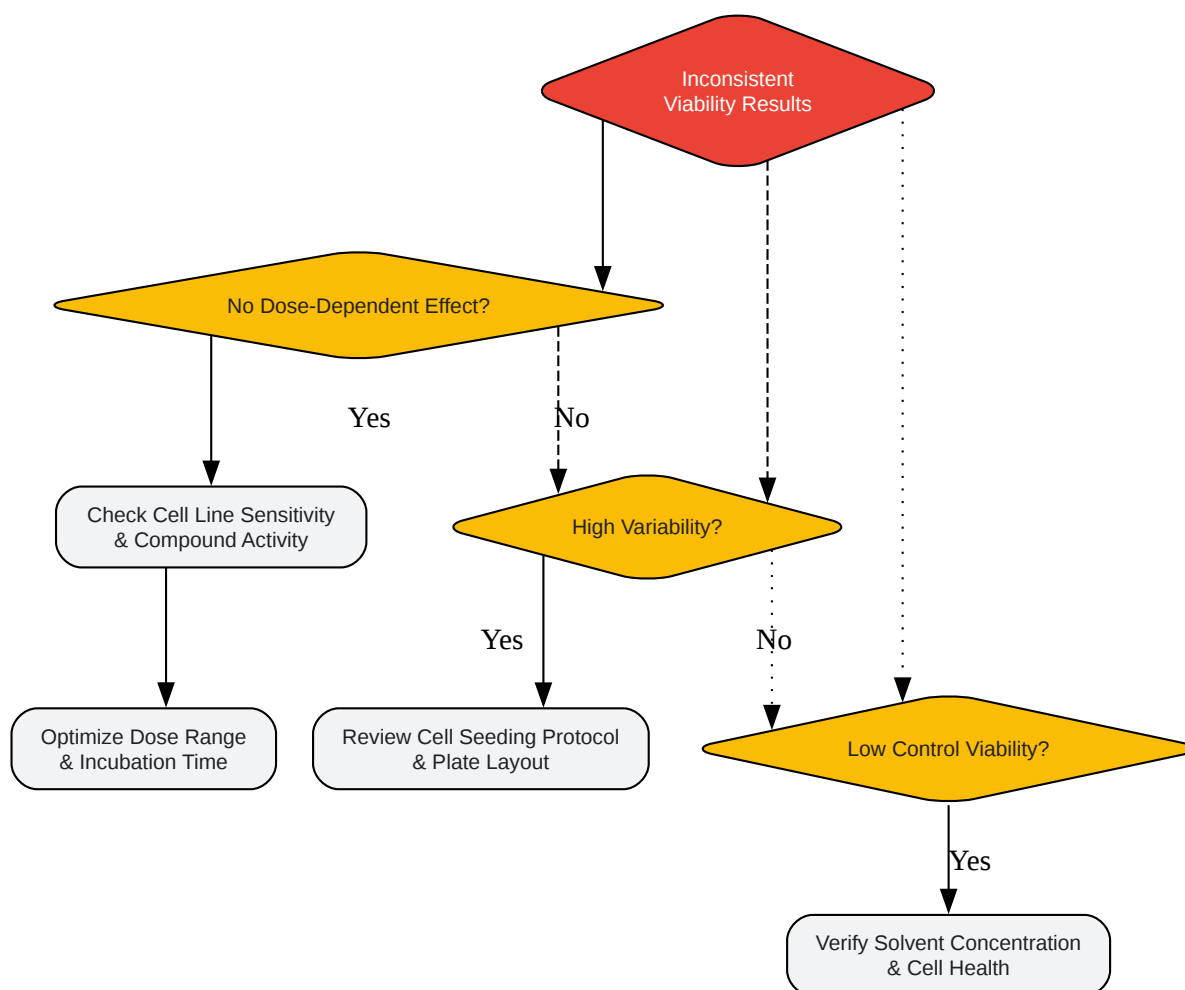 Inconsistent
Viability Results
No Dose-Dependent Effect?
Yes
No
Check Cell Line Sensitivity
& Compound Activity
High Variability?
Yes
No
Optimize Dose Range
& Incubation Time
Review Cell Seeding Protocol
& Plate Layout
Low Control Viability?
Yes
Verify Solvent Concentration
& Cell Health